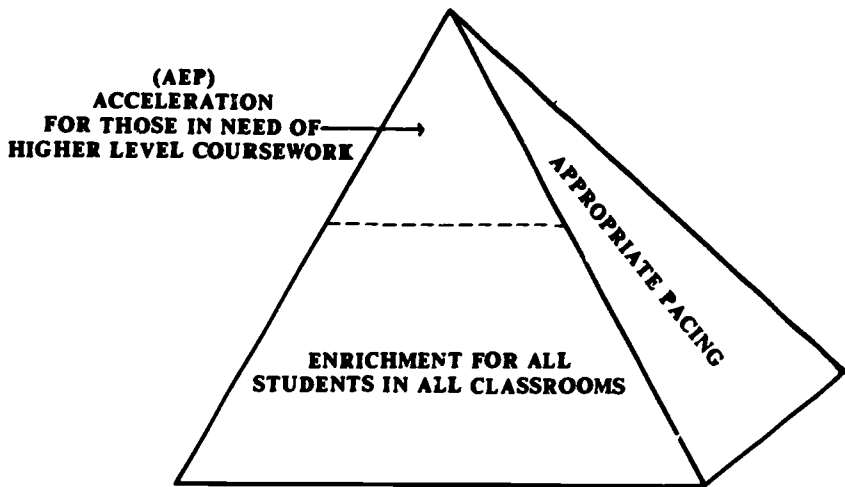 (AEP)
ACCELERATION
FOR THOSE IN NEED OF
HIGHER LEVEL COURSEWORK
APPROPRIATE PACING
ENRICHMENT FOR ALL
STUDENTS IN ALL CLASSROOMS